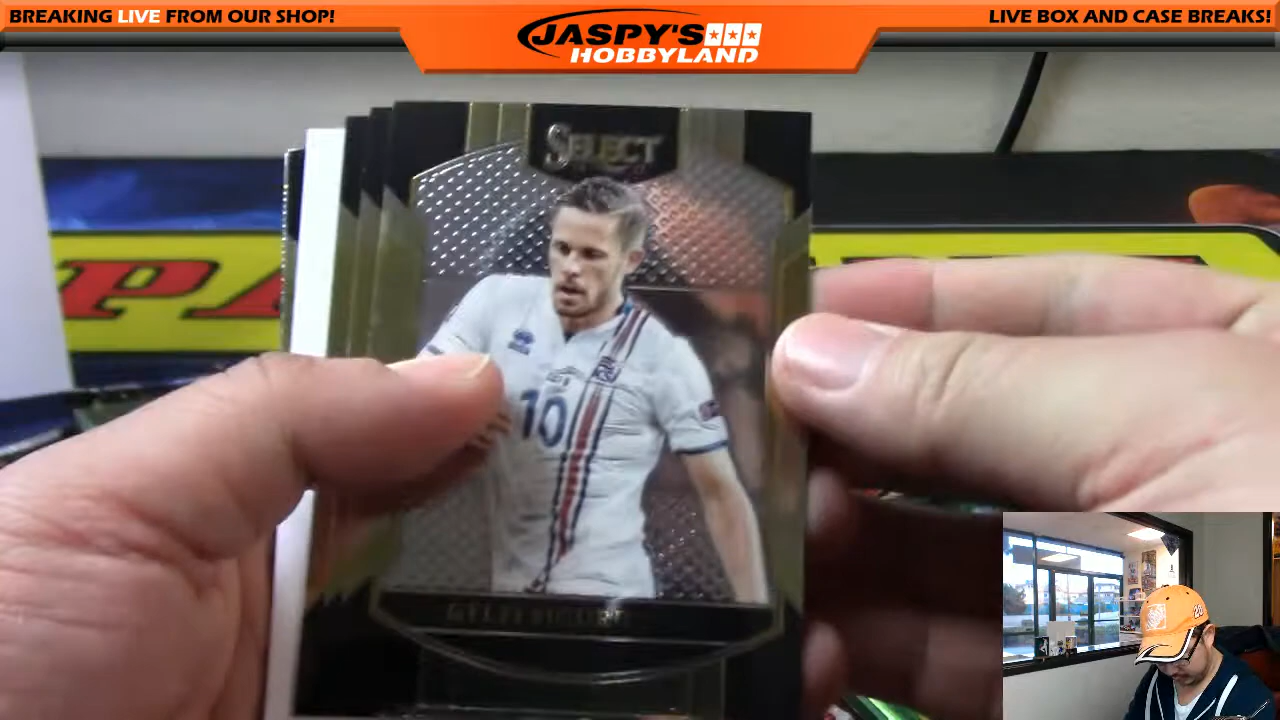 BREAKING LIVE FROM OUR SHOP!
JASPY'S
HOBBYLAND
LIVE BOX AND CASE BREAKS!
SELECT
10